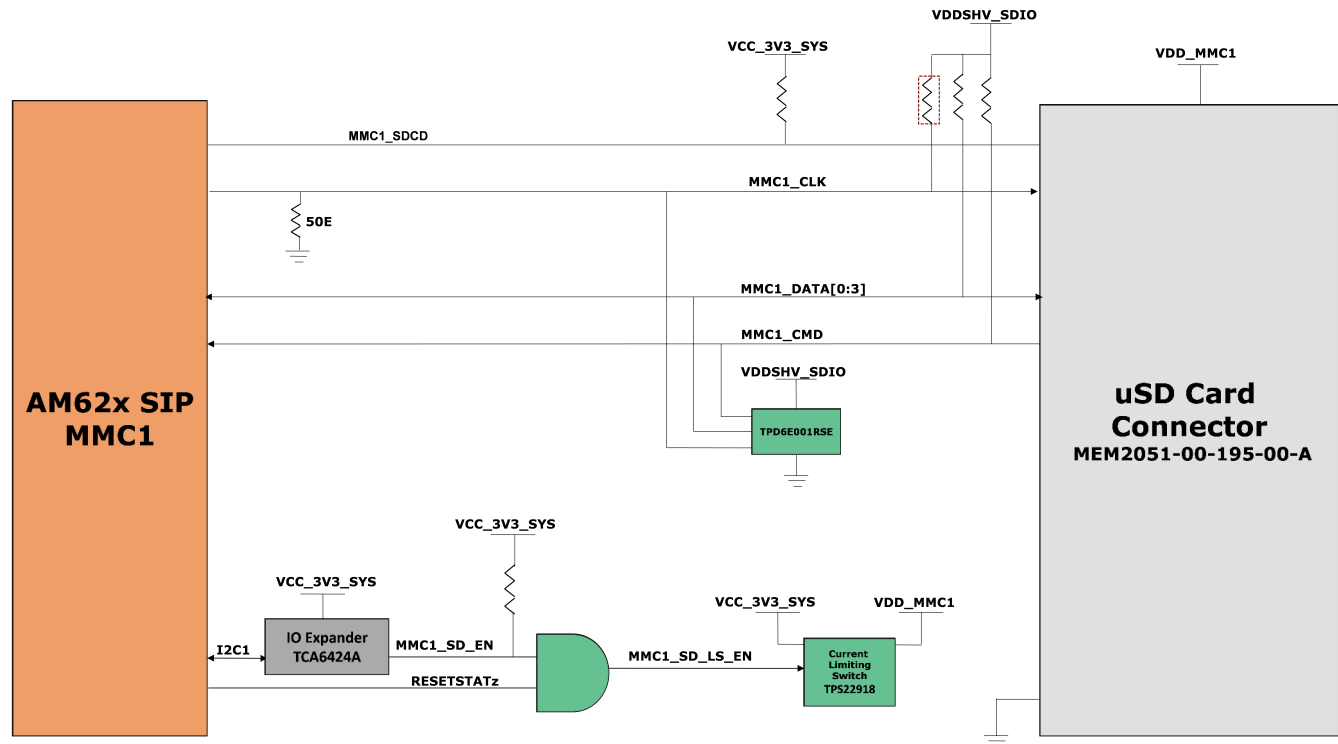 VDDSHV_SDIO
VCC_3V3_SYS
VDD_MMC1
MMC1_SDCD
MMC1_CLK
50E
MMC1_DATA[0:3]
MMC1_CMD
VDDSHV_SDIO
AM62x SIP
MMC1
uSD Card
Connector
MEM2051-00-195-00-A
TPD6E001RSE
VCC_3V3_SYS
VCC_3V3_SYS
VCC_3V3_SYS
VDD_MMC1
IO Expander
TCA6424A
I2C1
MMC1_SD_EN
MMC1_SD_LS_EN
RESETSTATz
Current
Limiting
Switch
TPS22918